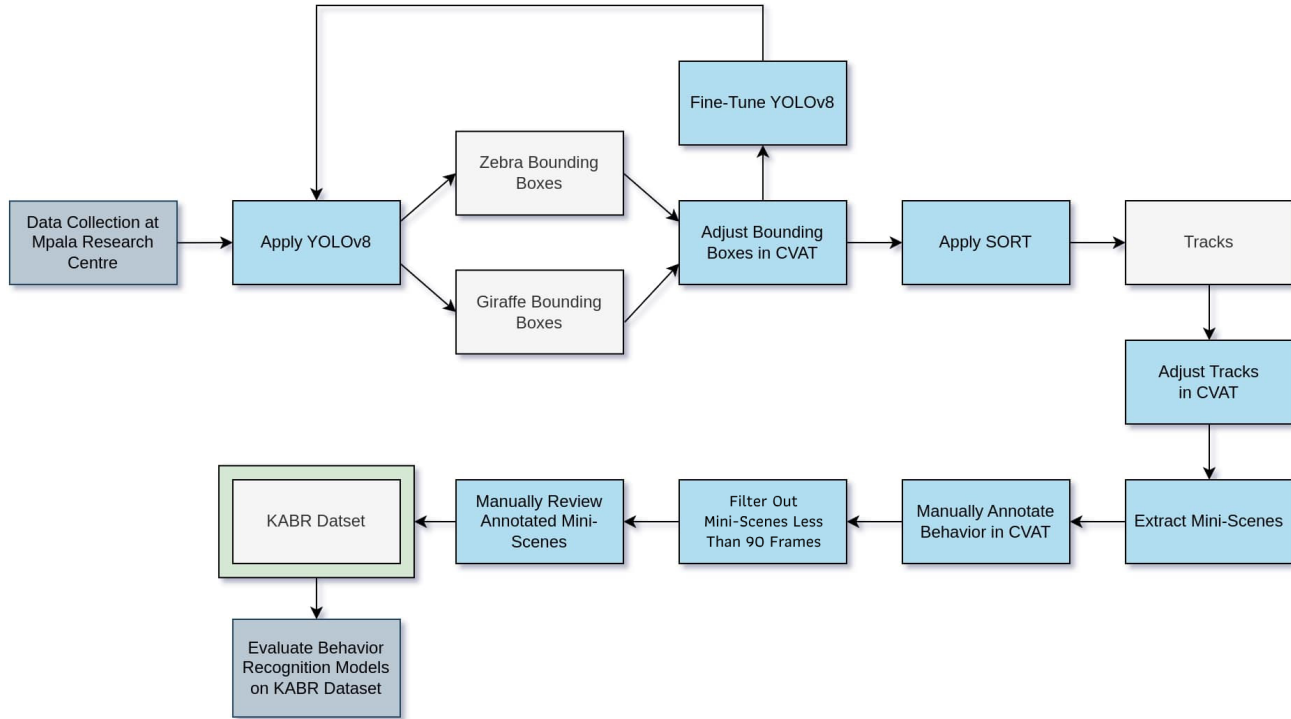 Fine-Tune YOLOv8
Zebra Bounding
Boxes
Data Collection at
Mpala Research
Centre
Apply YOLOv8
Adjust Bounding
Boxes in CVAT
Apply SORT
Tracks
Giraffe Bounding
Boxes
Adjust Tracks
in CVAT
KABR Datset
Manually Review
Annotated Mini-
Scenes
Filter Out
Mini-Scenes Less
Than 90 Frames
Manually Annotate
Behavior in CVAT
Extract Mini-Scenes
Evaluate Behavior
Recognition Models
on KABR Dataset